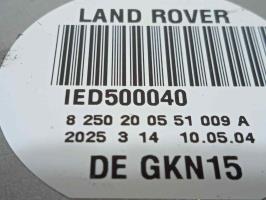 LAND ROVER
IED500040
8 250 20 05 51 009 A
2025 3 14 10.05.04
DE GKN15